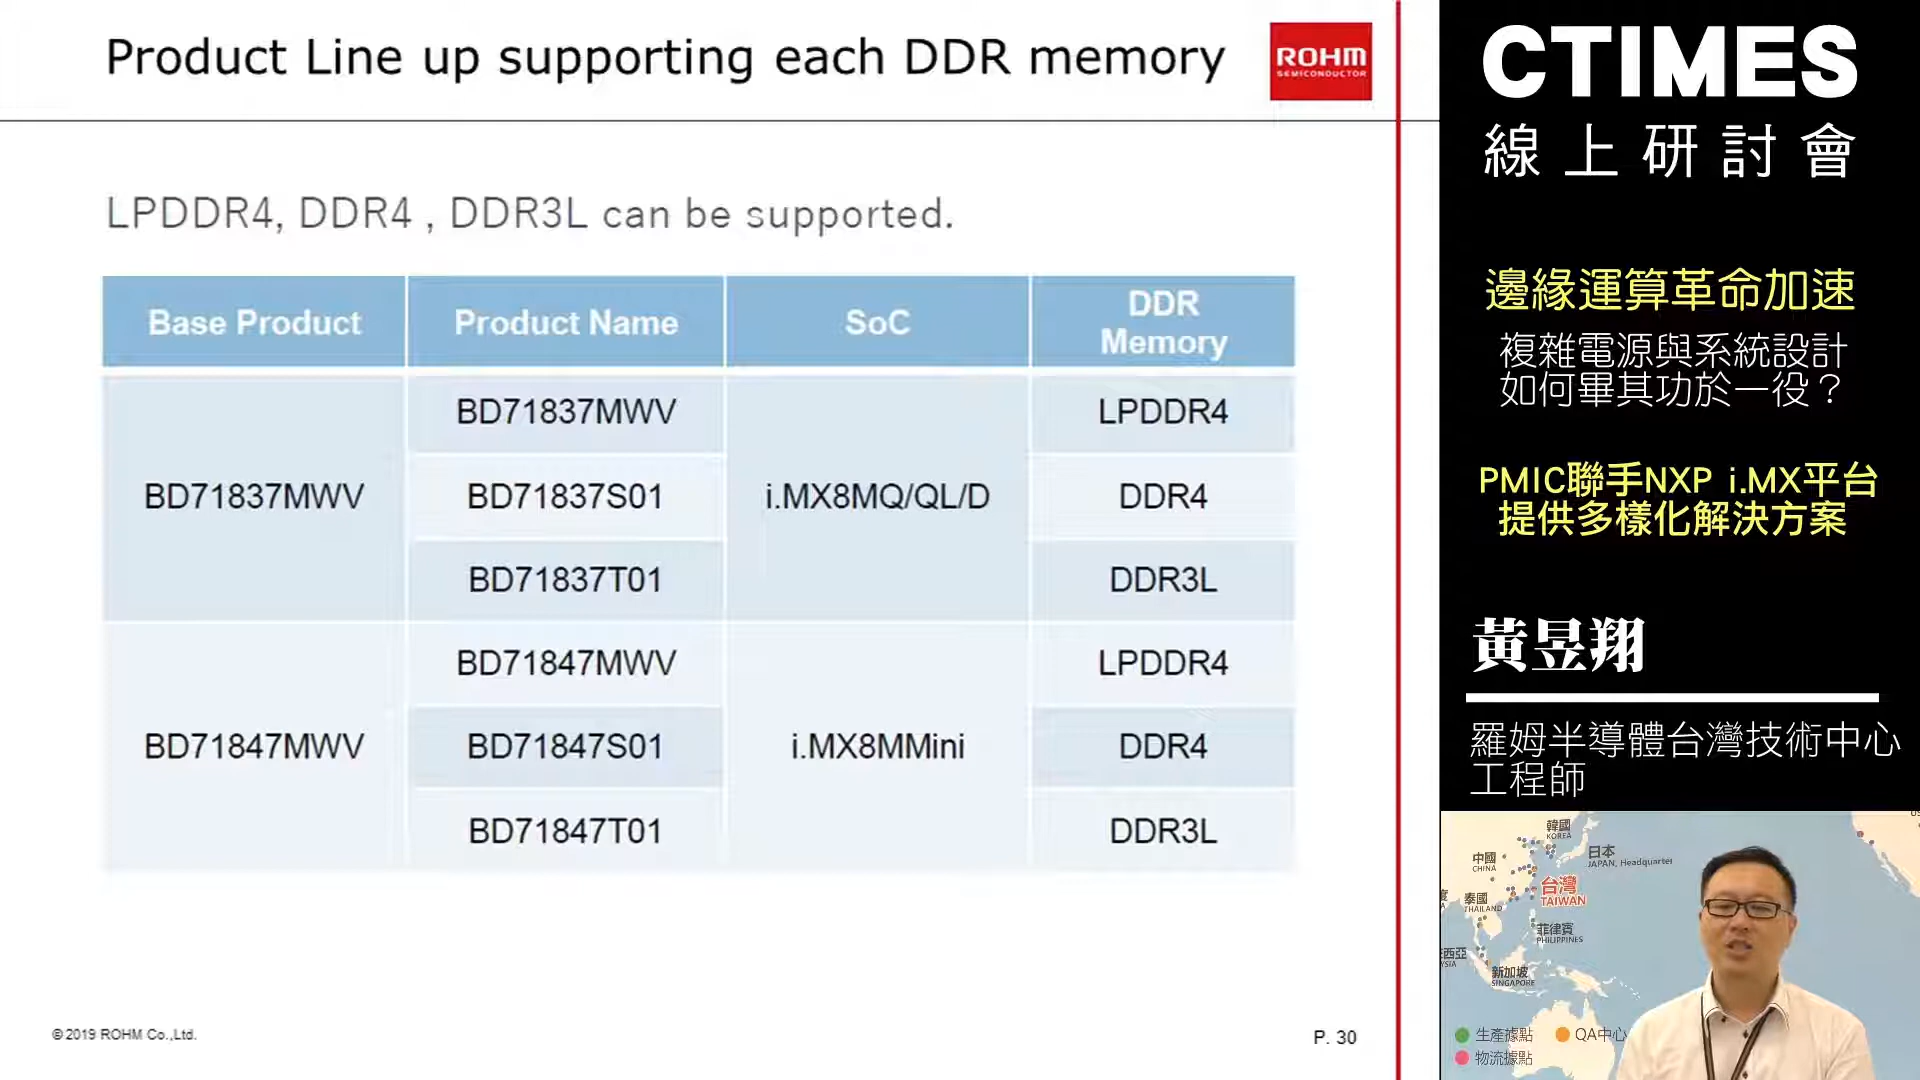 Product Line up supporting each DDR memory
ROHM
SEMICONDUCTOR
LPDDR4, DDR4 , DDR3L can be supported.
Base Product
Product Name
SoC
DDR
Memory
BD71837MWV
BD71837MWV
BD71837S01
BD71837T01
i.MX8MQ/QL/D
LPDDR4
DDR4
DDR3L
BD71847MWV
BD71847MWV
BD71847S01
BD71847T01
i.MX8MMini
LPDDR4
DDR4
DDR3L
©2019 ROHM Co.,Ltd.
P. 30
CTIMES
線上研討會
邊緣運算革命加速
複雜電源與系統設計
如何畢其功於一役？
PMIC聯手NXP i.MX平台
提供多樣化解決方案
黃昱翔
羅姆半導體台灣技術中心
工程師
韓國
KOREA
中國
CHINA
日本
JAPAN, Headquarter
台灣
TAIWAN
泰國
THAILAND
菲律賓
PHILIPPINES
西亞
YSIA
新加坡
SINGAPORE
生產據點
QA中心
物流據點